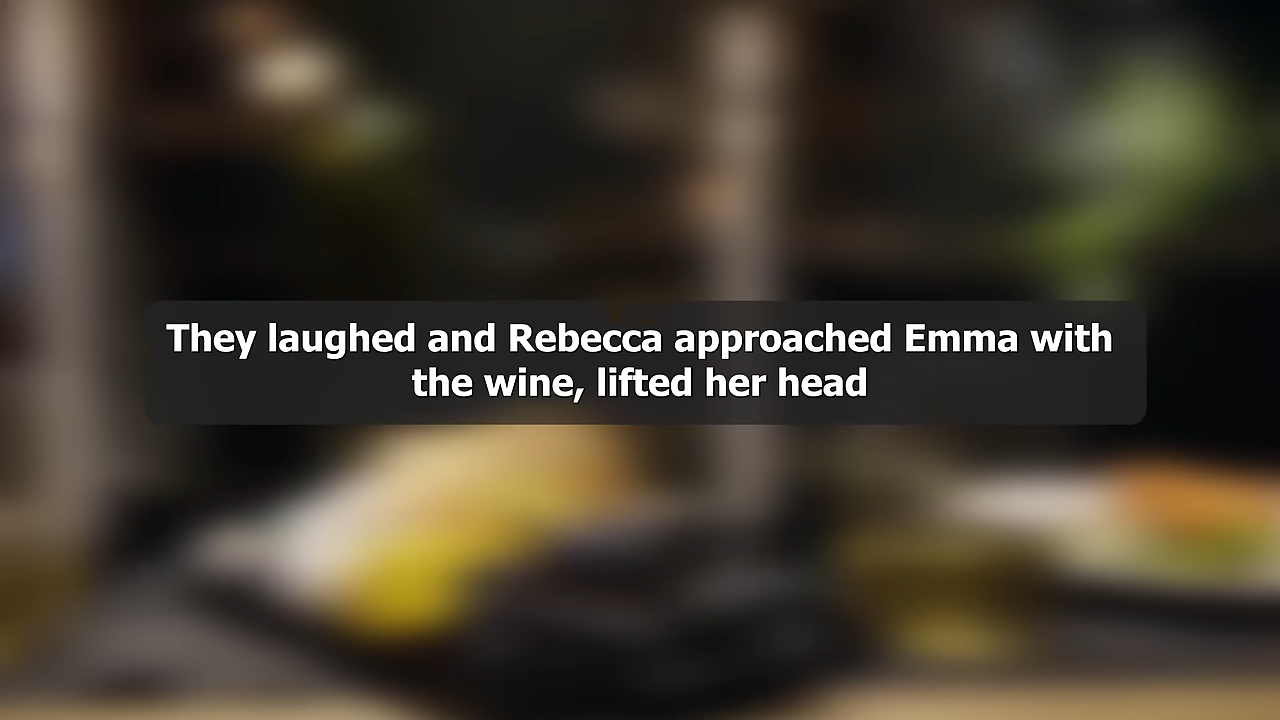 They laughed and Rebecca approached Emma with
the wine, lifted her head